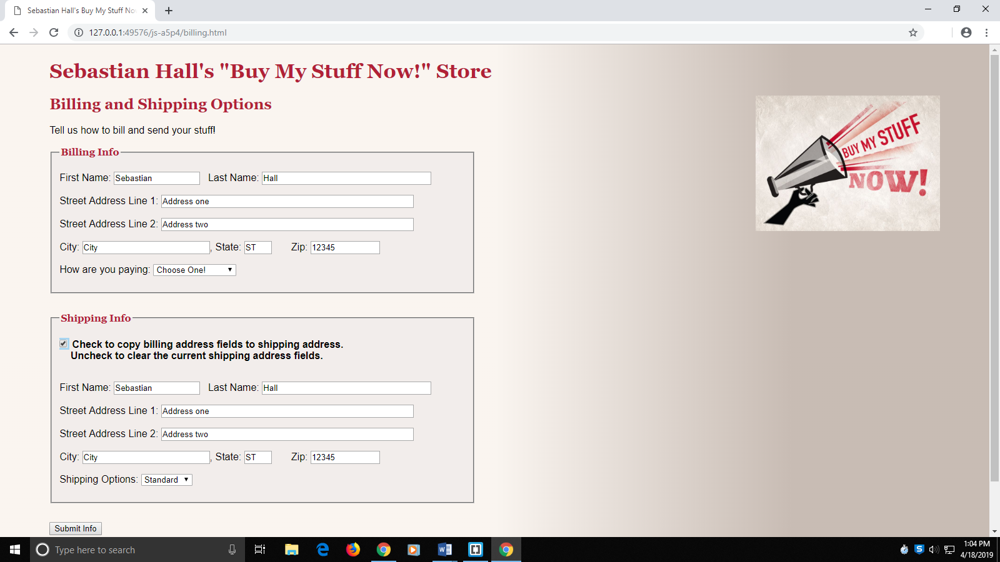 Sebastian Hall's Buy My Stuff No
127.0.0.1:49576/js-a5p4/billing.html
Sebastian Hall's "Buy My Stuff Now!" Store
Billing and Shipping Options
Tell us how to bill and send your stuff!
BUY MY STUFF
NOW!
Billing Info
First Name: Sebastian Last Name: Hall
Street Address Line 1: Address one
Street Address Line 2: Address two
City: City, State: ST Zip: 12345
How are you paying: Choose One!
Shipping Info
Check to copy billing address fields to shipping address.
Uncheck to clear the current shipping address fields.
First Name: Sebastian Last Name: Hall
Street Address Line 1: Address one
Street Address Line 2: Address two
City: City, State: ST Zip: 12345
Shipping Options: Standard
Submit Info
Type here to search
1:04 PM
4/18/2019